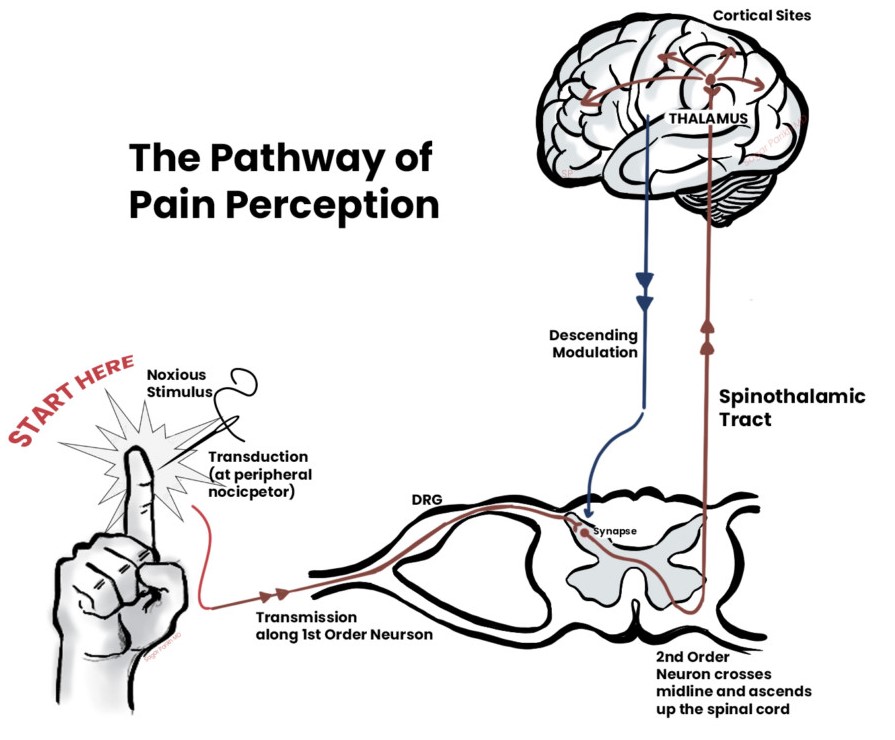 Cortical Sites
THALAMUS
The Pathway of
Pain Perception
Descending
Modulation
Spinothalamic
Tract
START HERE
Noxious
Stimulus
Transduction
(at peripheral
nocicpetor)
DRG
Synapse
Transmission
along 1st Order Neurson
2nd Order
Neuron crosses
midline and ascends
up the spinal cord